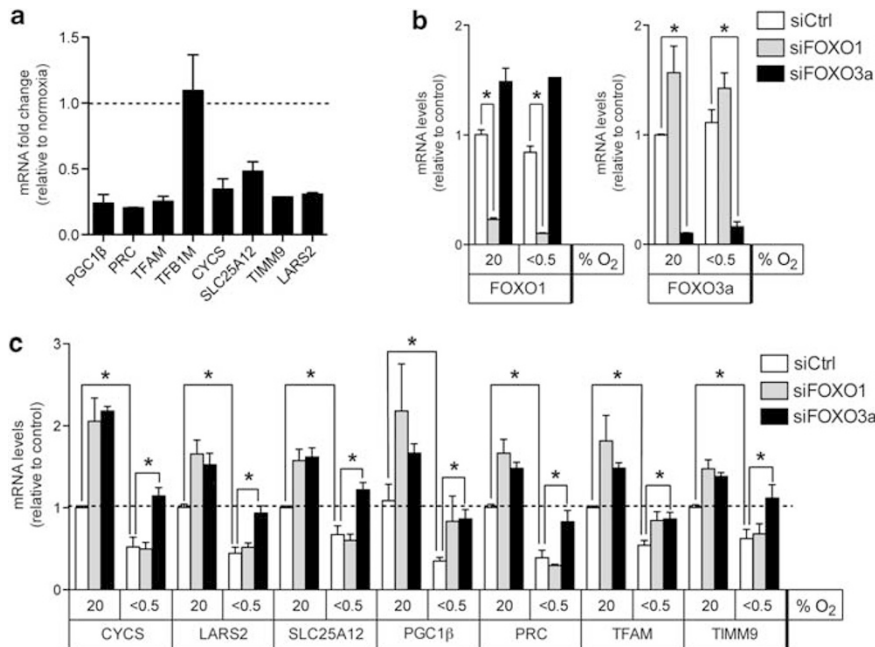 a
mRNA fold change
(relative to normoxia)
1.5
1.0
0.5
0.0
PGC1β
PRC
TFAM
TFB1M
CYCS
SLC25A12
TIMM9
LARS2
b
mRNA levels
(relative to control)
2
1
0
* *
20 <0.5 % O2
FOXO1
mRNA levels
(relative to control)
2
1
0
* *
20 <0.5 % O2
FOXO3a
siCtrl
siFOXO1
siFOXO3a
c
mRNA levels
(relative to control)
3
2
1
0
* * * * * * *
* * * * * * *
siCtrl
siFOXO1
siFOXO3a
20 <0.5 20 <0.5 20 <0.5 20 <0.5 20 <0.5 20 <0.5 20 <0.5 % O2
CYCS LARS2 SLC25A12 PGC1β PRC TFAM TIMM9